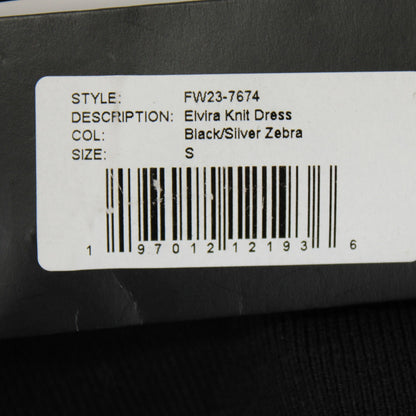 STYLE: FW23-7674
DESCRIPTION: Elvira Knit Dress
COL: Black/Silver Zebra
SIZE: S
1 97012 12193 6